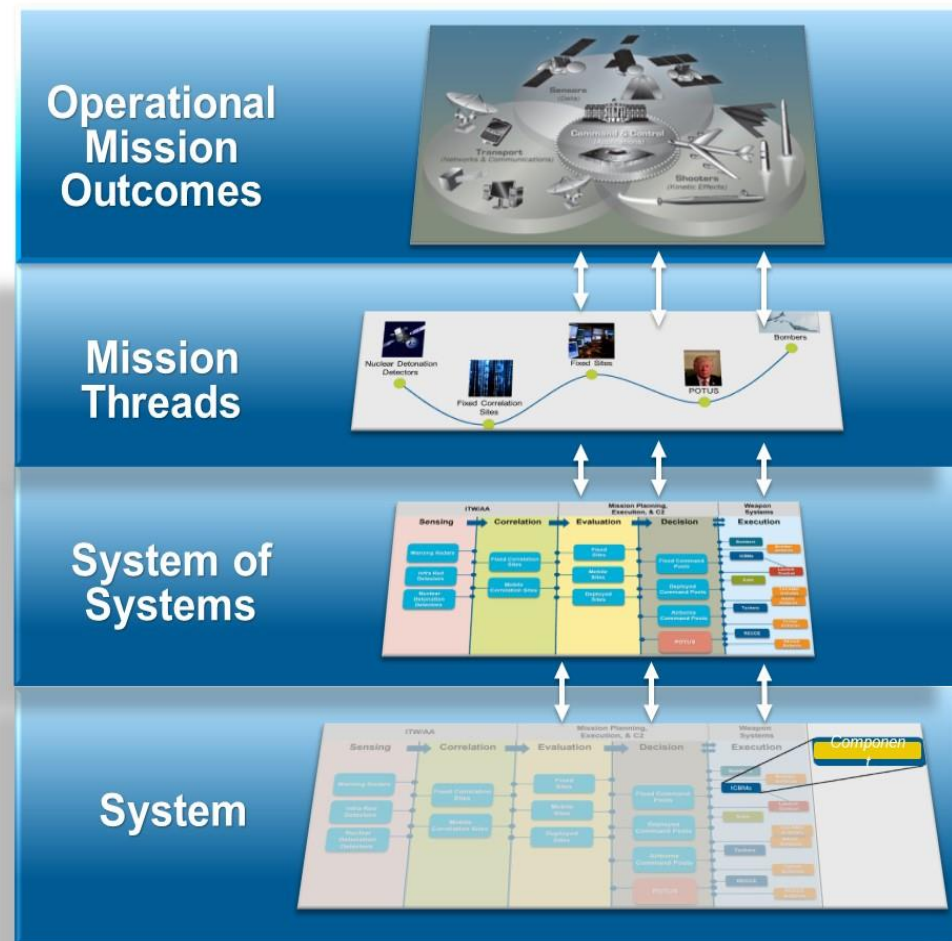 Operational
Mission
Outcomes
Sensors
(Data)
Command & Control
Transport
(Networks & Communications)
Shooters
(Kinetic Effects)
Mission
Threads
Nuclear Detonation
Detectors
Fixed Correlation
Sites
Fixed Sites
POTUS
Bombers
System of
Systems
ITW/AA
Mission Planning,
Execution, & C2
Weapon
Systems
Sensing
Correlation
Evaluation
Decision
Execution
Warning Radars
Infra Red
Detectors
Nuclear
Detonation
Detectors
Fixed Correlation
Sites
Mobile
Correlation Sites
Fixed
Sites
Mobile
Sites
Deployed
Sites
Fixed Command
Posts
Deployed
Command Posts
Airborne
Command Posts
POTUS
Bombers
ICBMs
System
ITW/AA
Mission Planning,
Execution, & C2
Weapon
Systems
Sensing
Correlation
Evaluation
Decision
Execution
Warning Radars
Infra Red
Detectors
Nuclear
Detonation
Detectors
Fixed Correlation
Sites
Mobile
Correlation Sites
Fixed
Sites
Mobile
Sites
Deployed
Sites
Fixed Command
Posts
Deployed
Command Posts
Airborne
Command Posts
POTUS
ICBMs
Componen